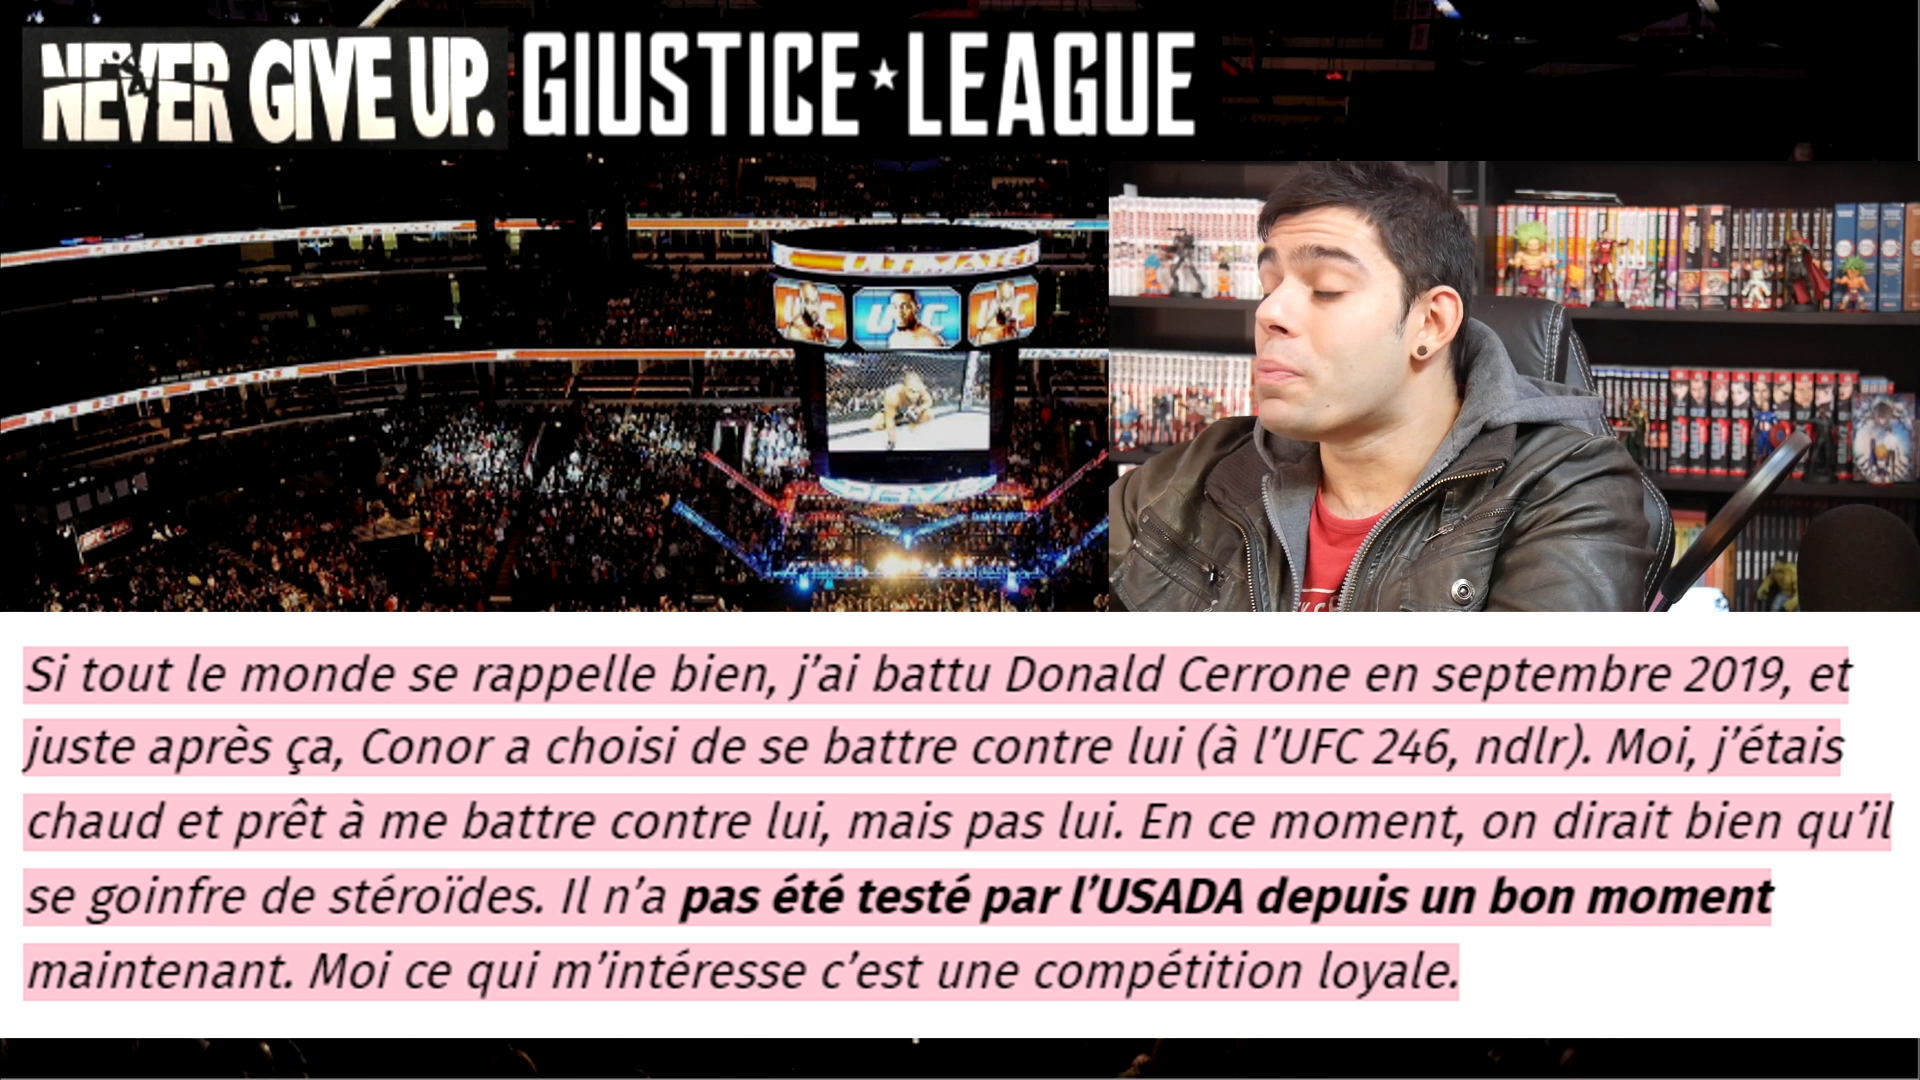 NEVER GIVE UP. GIUSTICE★LEAGUE
ULTIMATE
UFC UFC UFC
Si tout le monde se rappelle bien, j’ai battu Donald Cerrone en septembre 2019, et
juste après ça, Conor a choisi de se battre contre lui (à l’UFC 246, ndlr). Moi, j’étais
chaud et prêt à me battre contre lui, mais pas lui. En ce moment, on dirait bien qu’il
se goinfre de stéroïdes. Il n’a pas été testé par l’USADA depuis un bon moment
maintenant. Moi ce qui m’intéresse c’est une compétition loyale.